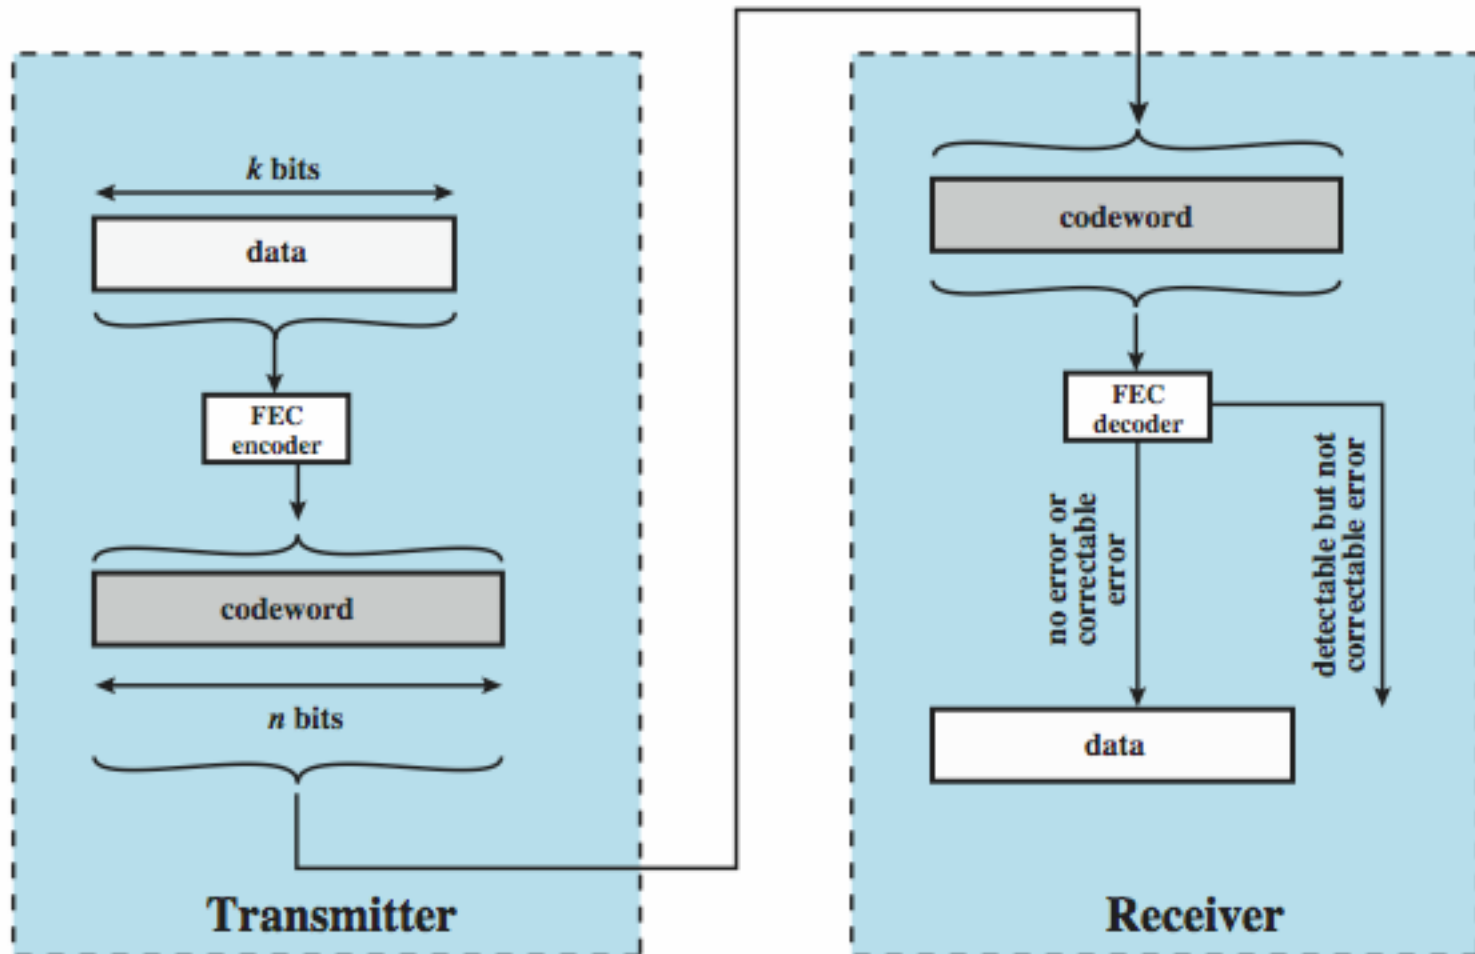 k bits
data
FEC
encoder
codeword
n bits
Transmitter
codeword
FEC
decoder
no error or
correctable
error
detectable but not
correctable error
data
Receiver